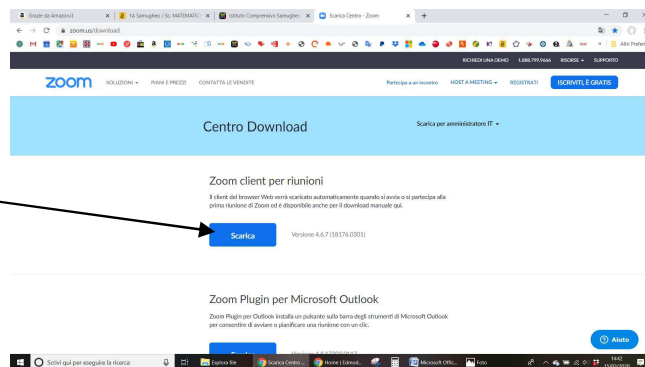 Grazie da Amazon.it
1A Samugheo / Sc. MATEMATIC
Istituto Comprensivo Samugheo
Scarica Centro - Zoom
zoom.us/download
Altri Prefer
RICHIEDI UNA DEMO 1.888.799.9666 RISORSE SUPPORTO
zoom SOLUZIONI PIANI E PREZZI CONTATTA LE VENDITE Partecipa a un incontro HOST A MEETING REGISTRATI ISCRIVITI, È GRATIS
Centro Download Scarica per amministratore IT
Zoom client per riunioni
Il client del browser Web verrà scaricato automaticamente quando si avvia o si partecipa alla
prima riunione di Zoom ed è disponibile anche per il download manuale qui.
Scarica Versione 4.6.7 (18176.0301)
Zoom Plugin per Microsoft Outlook
Zoom Plugin per Outlook installa un pulsante sulla barra degli strumenti di Microsoft Outlook
per consentire di avviare o pianificare una riunione con un clic.
Aiuto
Scrivi qui per eseguire la ricerca Esplora file Scarica Centro ... Home | Edmod... Microsoft Offic... Foto 14:42
15/03/2020